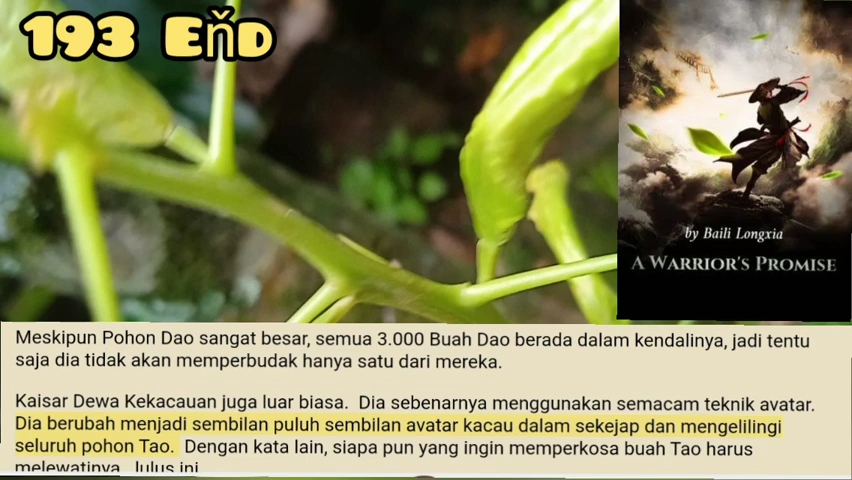 193 Eňd
by Baili Longxia
A Warrior's Promise
Meskipun Pohon Dao sangat besar, semua 3.000 Buah Dao berada dalam kendalinya, jadi tentu
saja dia tidak akan memperbudak hanya satu dari mereka.
Kaisar Dewa Kekacauan juga luar biasa. Dia sebenarnya menggunakan semacam teknik avatar.
Dia berubah menjadi sembilan puluh sembilan avatar kacau dalam sekejap dan mengelilingi
seluruh pohon Tao. Dengan kata lain, siapa pun yang ingin memperkosa buah Tao harus
melewatinya